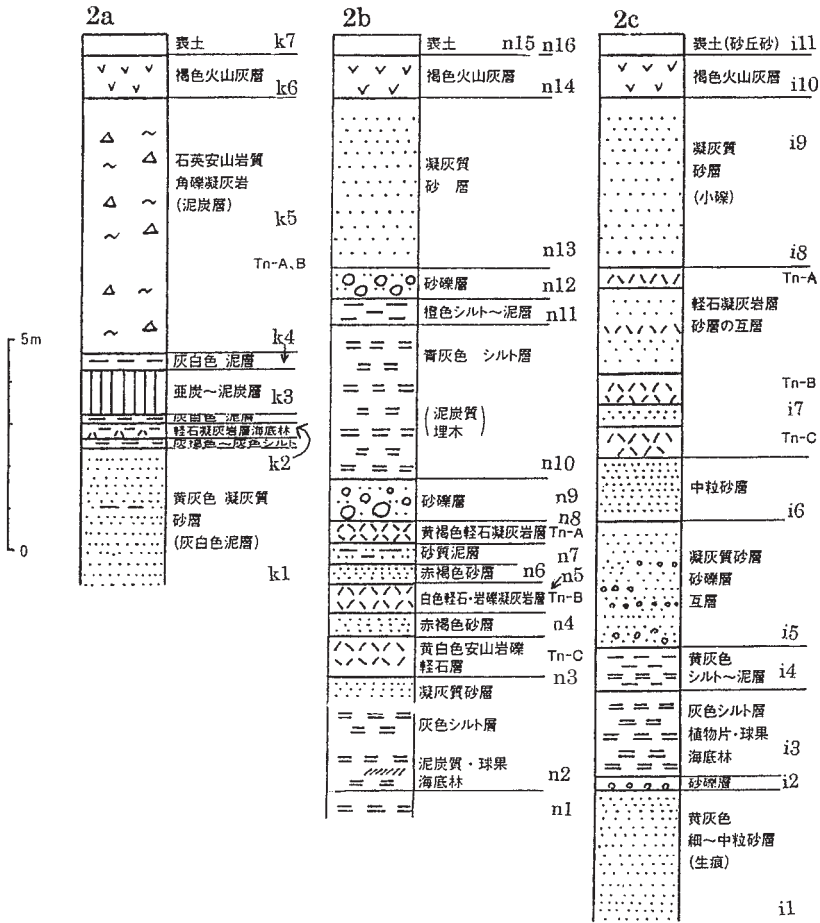 2a
表土 k7
褐色火山灰層
k6
石英安山岩質
角礫凝灰岩
(泥炭層)
k5
Tn-A,B
k4
灰白色 泥層
亜炭〜泥炭層 k3
軽石凝灰岩層海底林
k2
黄灰色 凝灰質
砂層
(灰白色泥層)
k1
5m
0
2b
表土 n15 n16
褐色火山灰層
n14
凝灰質
砂 層
n13
砂礫層 n12
橙色シルト〜泥層 n11
青灰色 シルト層
(泥炭質
埋木)
n10
砂礫層 n9
n8
黄褐色軽石凝灰岩層 Tn-A
砂質泥層 n7
赤褐色砂層 n6 n5
白色軽石・岩礫凝灰岩層 Tn-B
赤褐色砂層 n4
黄白色安山岩礫 Tn-C
軽石層
n3
凝灰質砂層
灰色シルト層
泥炭質・球果
海底林 n2
n1
2c
表土(砂丘砂) i11
褐色火山灰層 i10
凝灰質 i9
砂層
(小礫)
i8
Tn-A
軽石凝灰岩層
砂層の互層
Tn-B
i7
Tn-C
中粒砂層
i6
凝灰質砂層
砂礫層
互層
i5
黄灰色
シルト〜泥層 i4
灰色シルト層
植物片・球果
海底林 i3
砂礫層 i2
黄灰色
細〜中粒砂層
(生痕)
i1